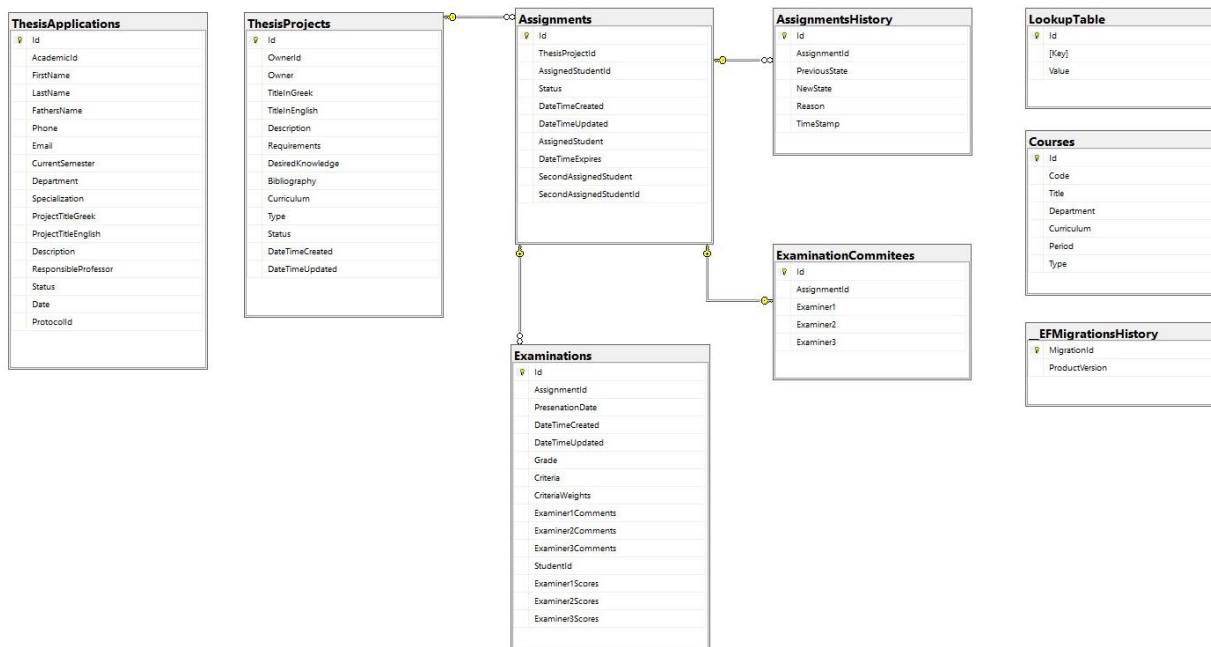 ThesisApplications
Id
AcademicId
FirstName
LastName
FathersName
Phone
Email
CurrentSemester
Department
Specialization
ProjectTitleGreek
ProjectTitleEnglish
Description
ResponsibleProfessor
Status
Date
ProtocolId
ThesisProjects
Id
OwnerId
Owner
TitleInGreek
TitleInEnglish
Description
Requirements
DesiredKnowledge
Bibliography
Curriculum
Type
Status
DateTimeCreated
DateTimeUpdated
Assignments
Id
ThesisProjectId
AssignedStudentId
Status
DateTimeCreated
DateTimeUpdated
AssignedStudent
DateTimeExpires
SecondAssignedStudent
SecondAssignedStudentId
Examinations
Id
AssignmentId
PresenationDate
DateTimeCreated
DateTimeUpdated
Grade
Criteria
CriteriaWeights
Examiner1Comments
Examiner2Comments
Examiner3Comments
StudentId
Examiner1Scores
Examiner2Scores
Examiner3Scores
AssignmentsHistory
Id
AssignmentId
PreviousState
NewState
Reason
TimeStamp
ExaminationCommitees
Id
AssignmentId
Examiner1
Examiner2
Examiner3
LookupTable
Id
[Key]
Value
Courses
Id
Code
Title
Department
Curriculum
Period
Type
__EFMigrationsHistory
MigrationId
ProductVersion